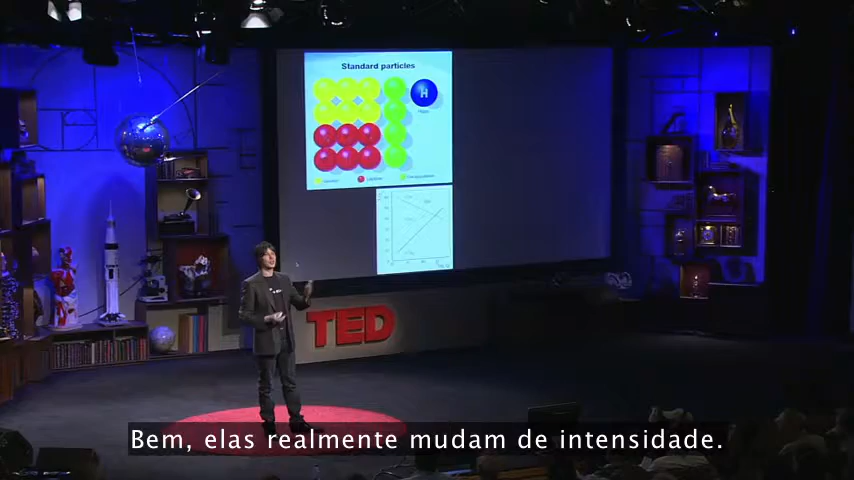 Standard particles
H
TED
Bem, elas realmente mudam de intensidade.